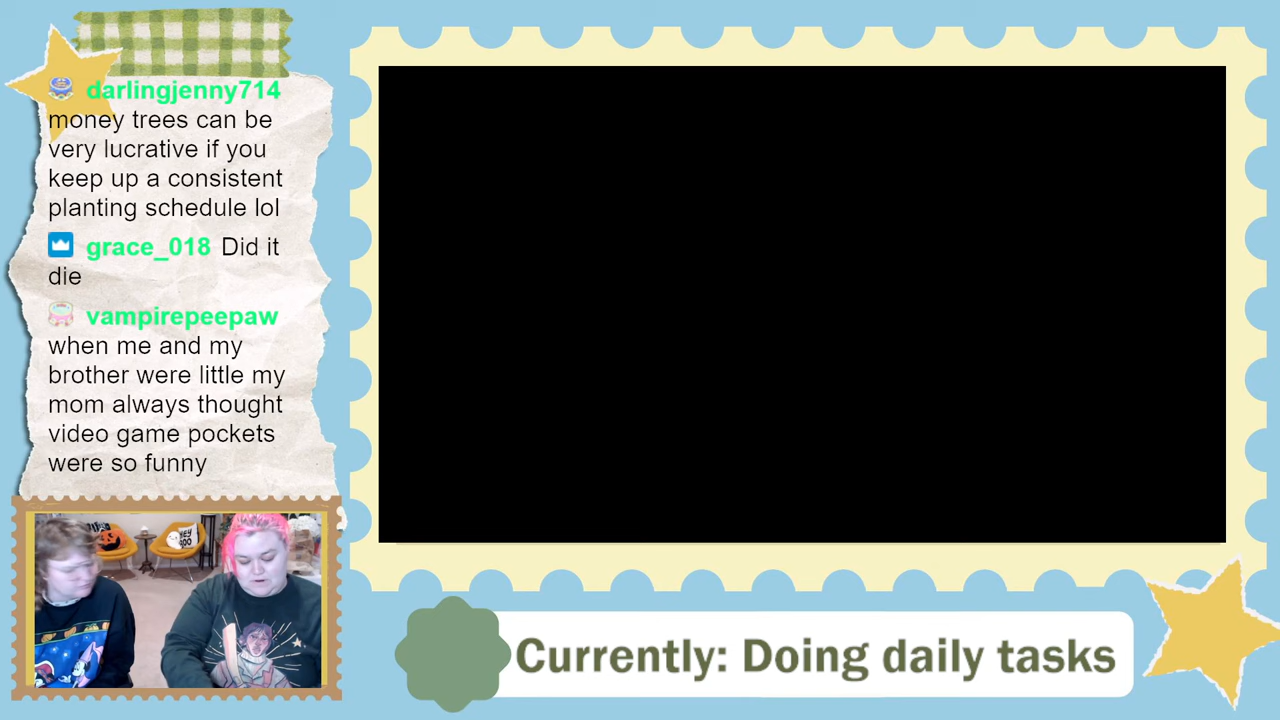 darlingjenny714
money trees can be
very lucrative if you
keep up a consistent
planting schedule lol
grace_018 Did it
die
vampirepeepaw
when me and my
brother were little my
mom always thought
video game pockets
were so funny
HEY
BOO
Currently: Doing daily tasks